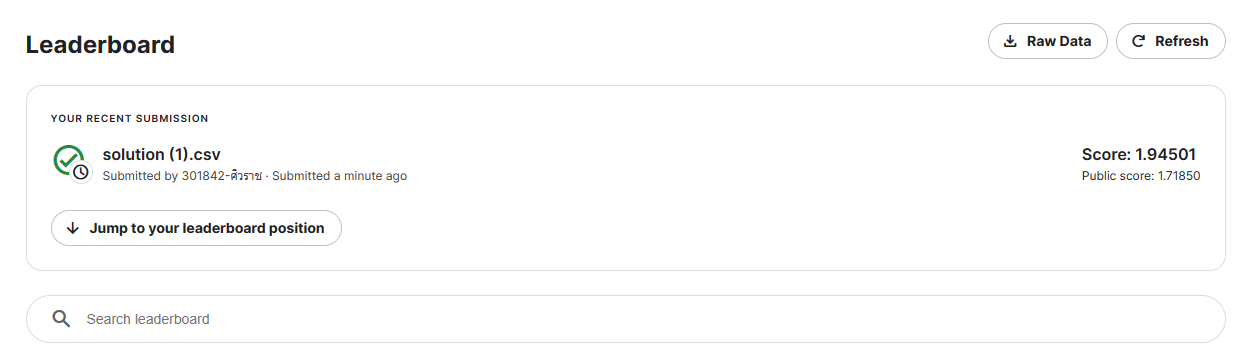 Leaderboard
Raw Data
Refresh
YOUR RECENT SUBMISSION
solution (1).csv
Score: 1.94501
Submitted by 301842-ศิวราช · Submitted a minute ago
Public score: 1.71850
Jump to your leaderboard position
Search leaderboard